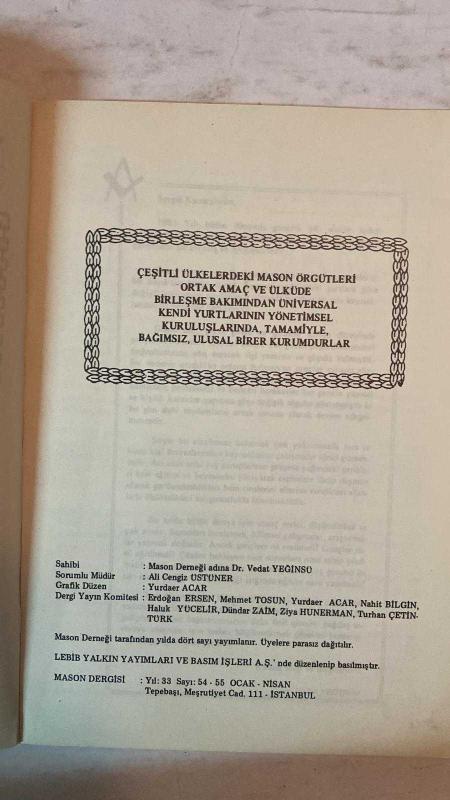 ÇEŞİTLİ ÜLKELERDEKİ MASON ÖRGÜTLERİ
ORTAK AMAÇ VE ÜLKÜDE
BİRLEŞME BAKIMINDAN ÜNİVERSAL
KENDİ YURTLARININ YÖNETİMSEL
KURULUŞLARINDA, TAMAMİYLE,
BAĞIMSIZ, ULUSAL BİRER KURUMDURLAR
Sahibi : Mason Derneği adına Dr. Vedat YEĞİNSÜ
Sorumlu Müdür : Ali Cengiz ÜSTÜNER
Grafik Düzen : Yurdaer ACAR
Dergi Yayın Komitesi : Erdoğan ERSEN, Mehmet TOSUN, Yurdaer ACAR, Nahit BİLGİN,
Haluk YÜCELİR, Dündar ZAİM, Ziya HUNERMAN, Turhan ÇETİN-
TÜRK
Mason Derneği tarafından yılda dört sayı yayımlanır. Üyelere parasız dağıtılır.
LEBİB YALKIN YAYIMLARI VE BASIM İŞLERİ A.Ş.' nde düzenlenip basılmıştır.
MASON DERGİSİ : Yıl: 33 Sayı: 54 - 55 OCAK - NİSAN
Tepebaşı, Meşrutiyet Cad. 111 - İSTANBUL